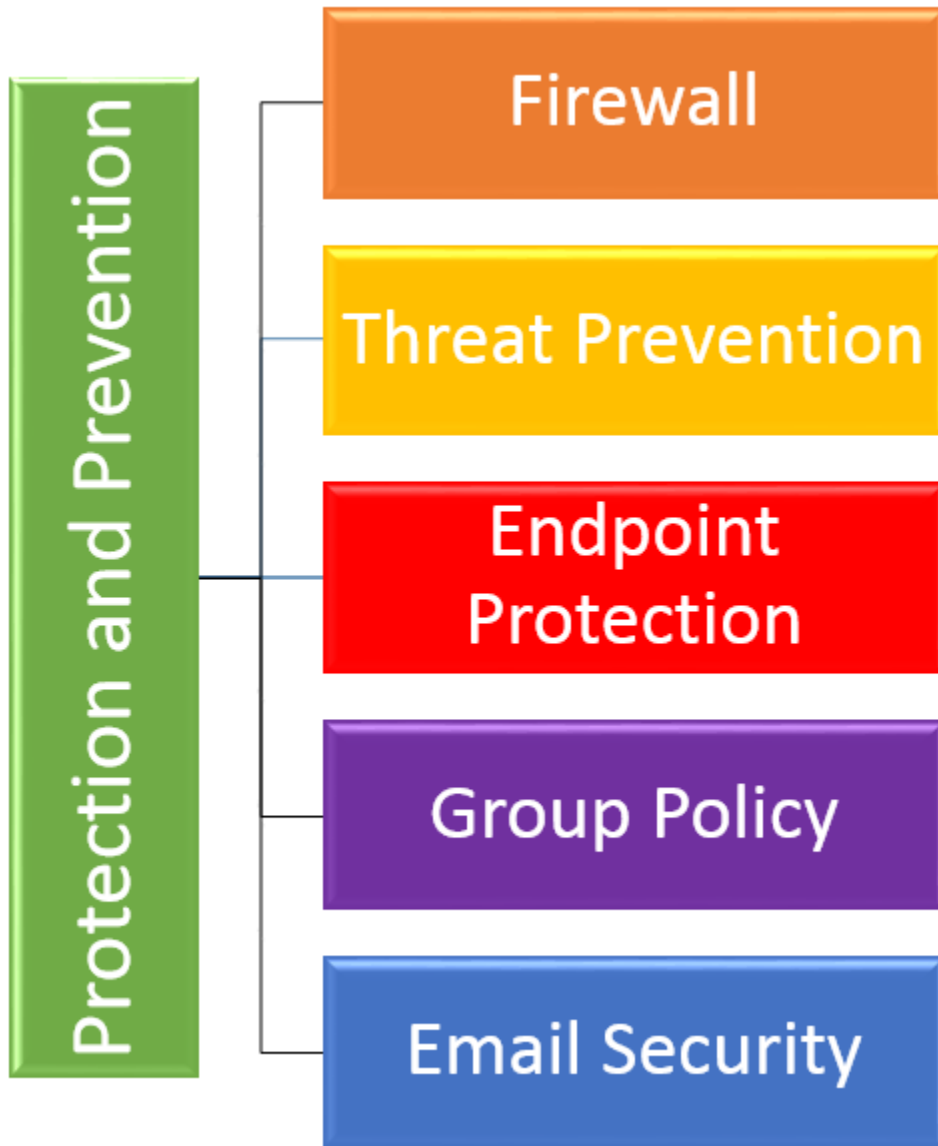 Protection and Prevention
Firewall
Threat Prevention
Endpoint
Protection
Group Policy
Email Security